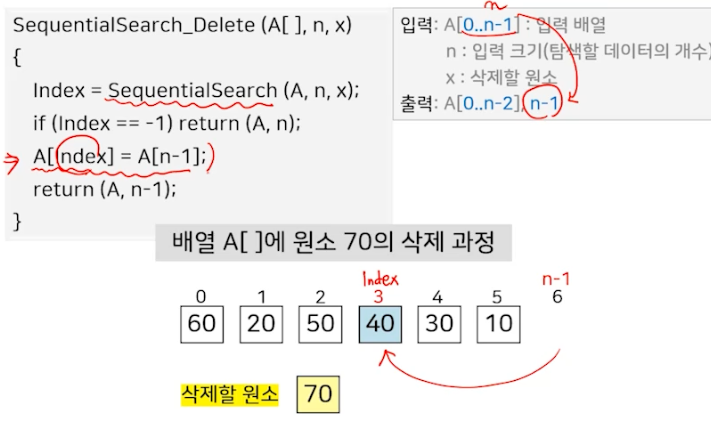 SequentialSearch_Delete (A[ ], n, x)
{
Index = SequentialSearch (A, n, x);
if (Index == -1) return (A, n);
A[Index] = A[n-1];
return (A, n-1);
}
n
입력: A[0..n-1] : 입력 배열
n : 입력 크기(탐색할 데이터의 개수)
x : 삭제할 원소
출력: A[0..n-2], n-1
배열 A[ ]에 원소 70의 삭제 과정
Index n-1
0 1 2 3 4 5 6
60 20 50 40 30 10
삭제할 원소 70